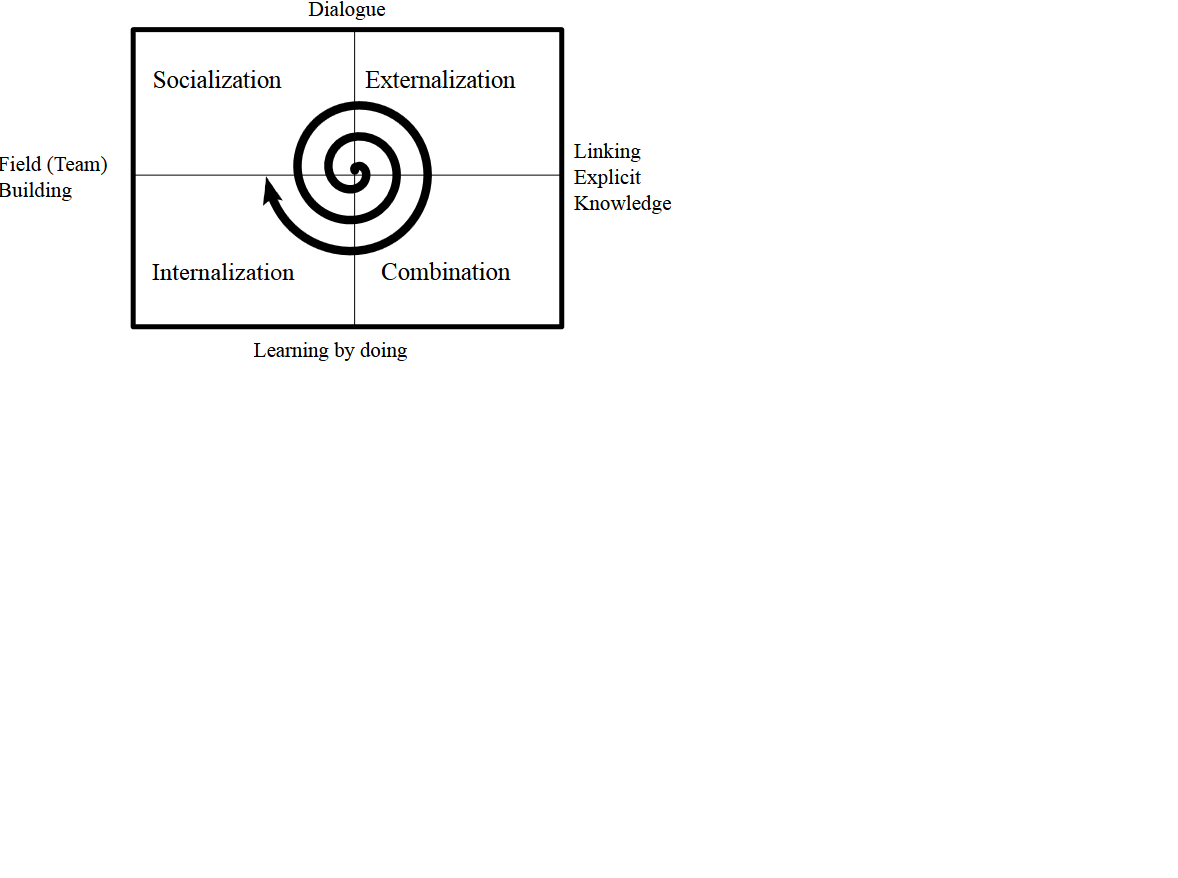 Dialogue
Socialization
Externalization
Field (Team)
Building
Linking
Explicit
Knowledge
Internalization
Combination
Learning by doing